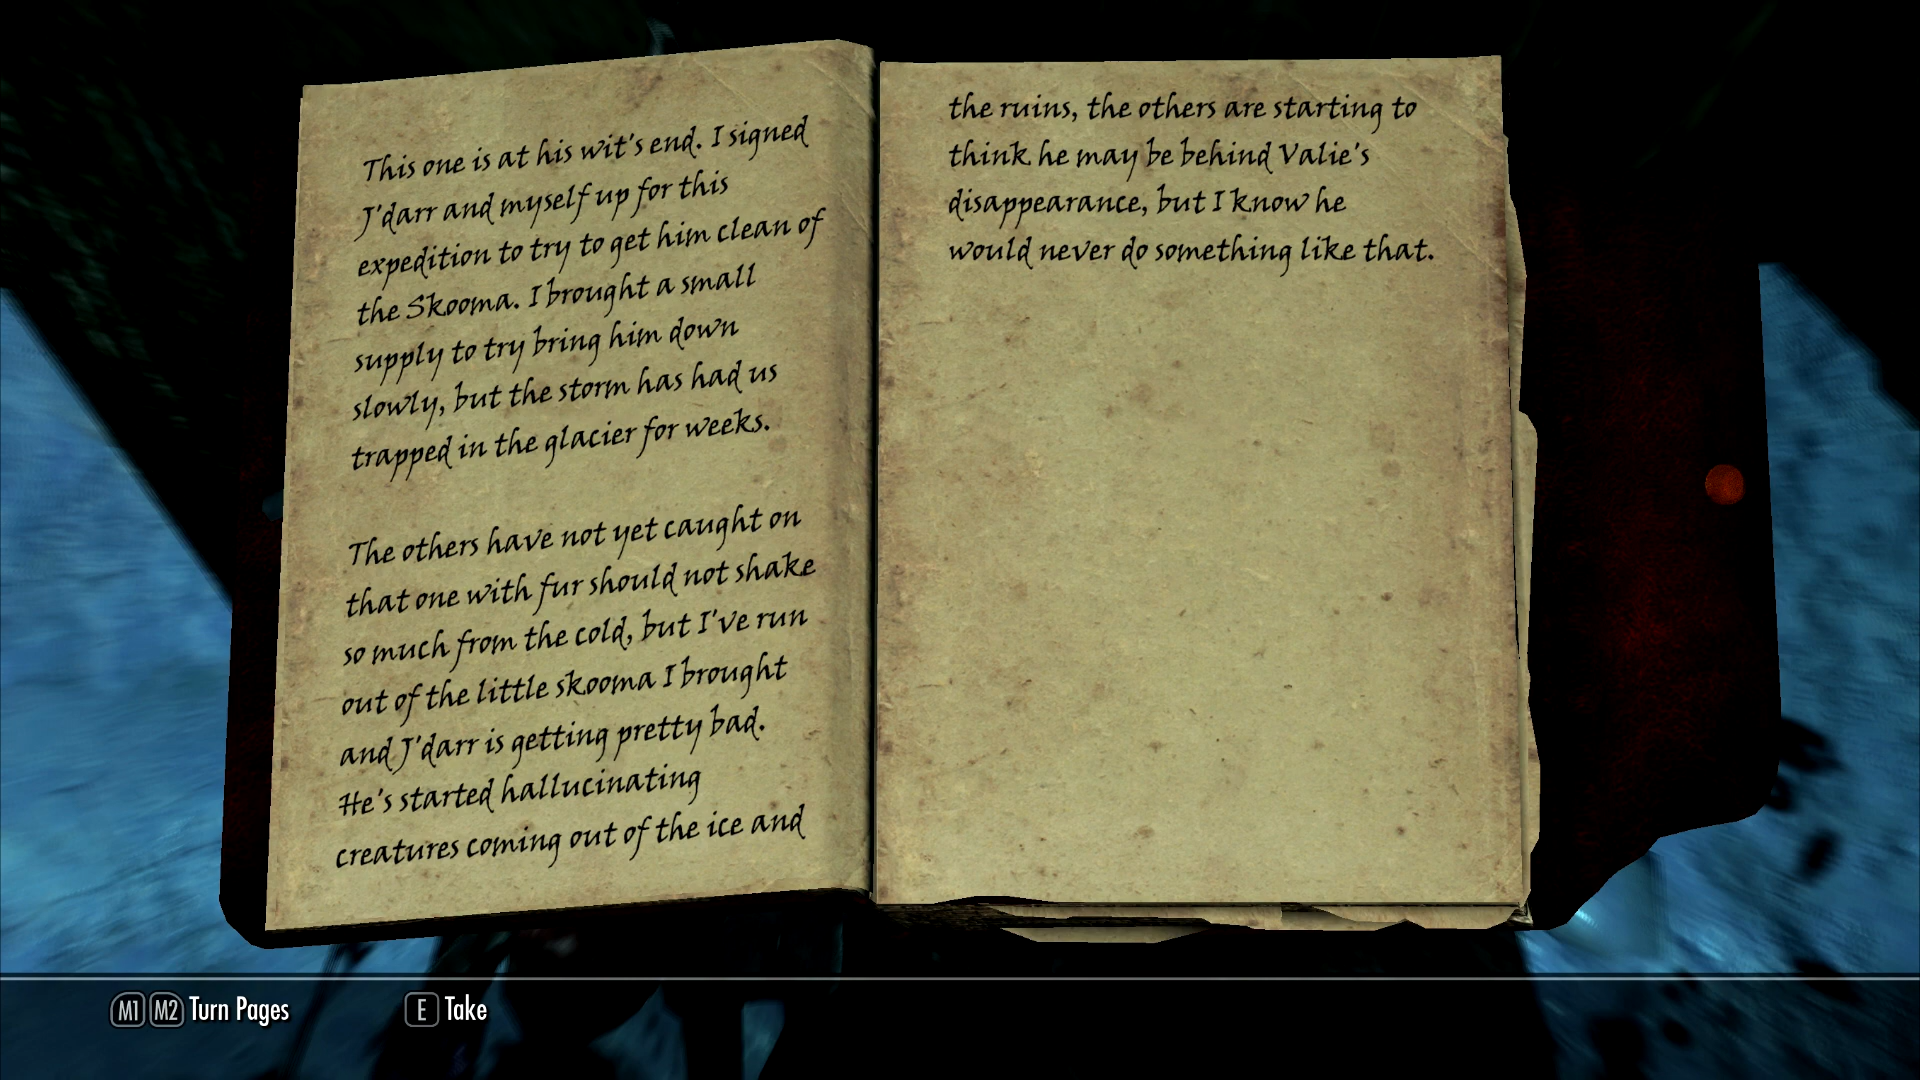 This one is at his wit's end. I signed
J'darr and myself up for this
expedition to try to get him clean of
the Skooma. I brought a small
supply to try bring him down
slowly, but the storm has had us
trapped in the glacier for weeks.
The others have not yet caught on
that one with fur should not shake
so much from the cold, but I've run
out of the little skooma I brought
and J'darr is getting pretty bad.
He's started hallucinating
creatures coming out of the ice and
the ruins, the others are starting to
think he may be behind Valie's
disappearance, but I know he
would never do something like that.
M1 M2 Turn Pages E Take